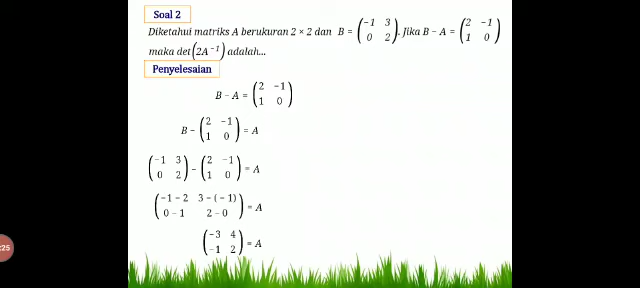 Soal 2
Diketahui matriks A berukuran 2 × 2 dan B = (−1 3 / 0 2). Jika B − A = (2 −1 / 1 0)
maka det(2A⁻¹) adalah...
Penyelesaian
B − A = (2 −1 / 1 0)
B − (2 −1 / 1 0) = A
(−1 3 / 0 2) − (2 −1 / 1 0) = A
(−1 − 2 3 − (− 1) / 0 − 1 2 − 0) = A
:25
(−3 4 / −1 2) = A